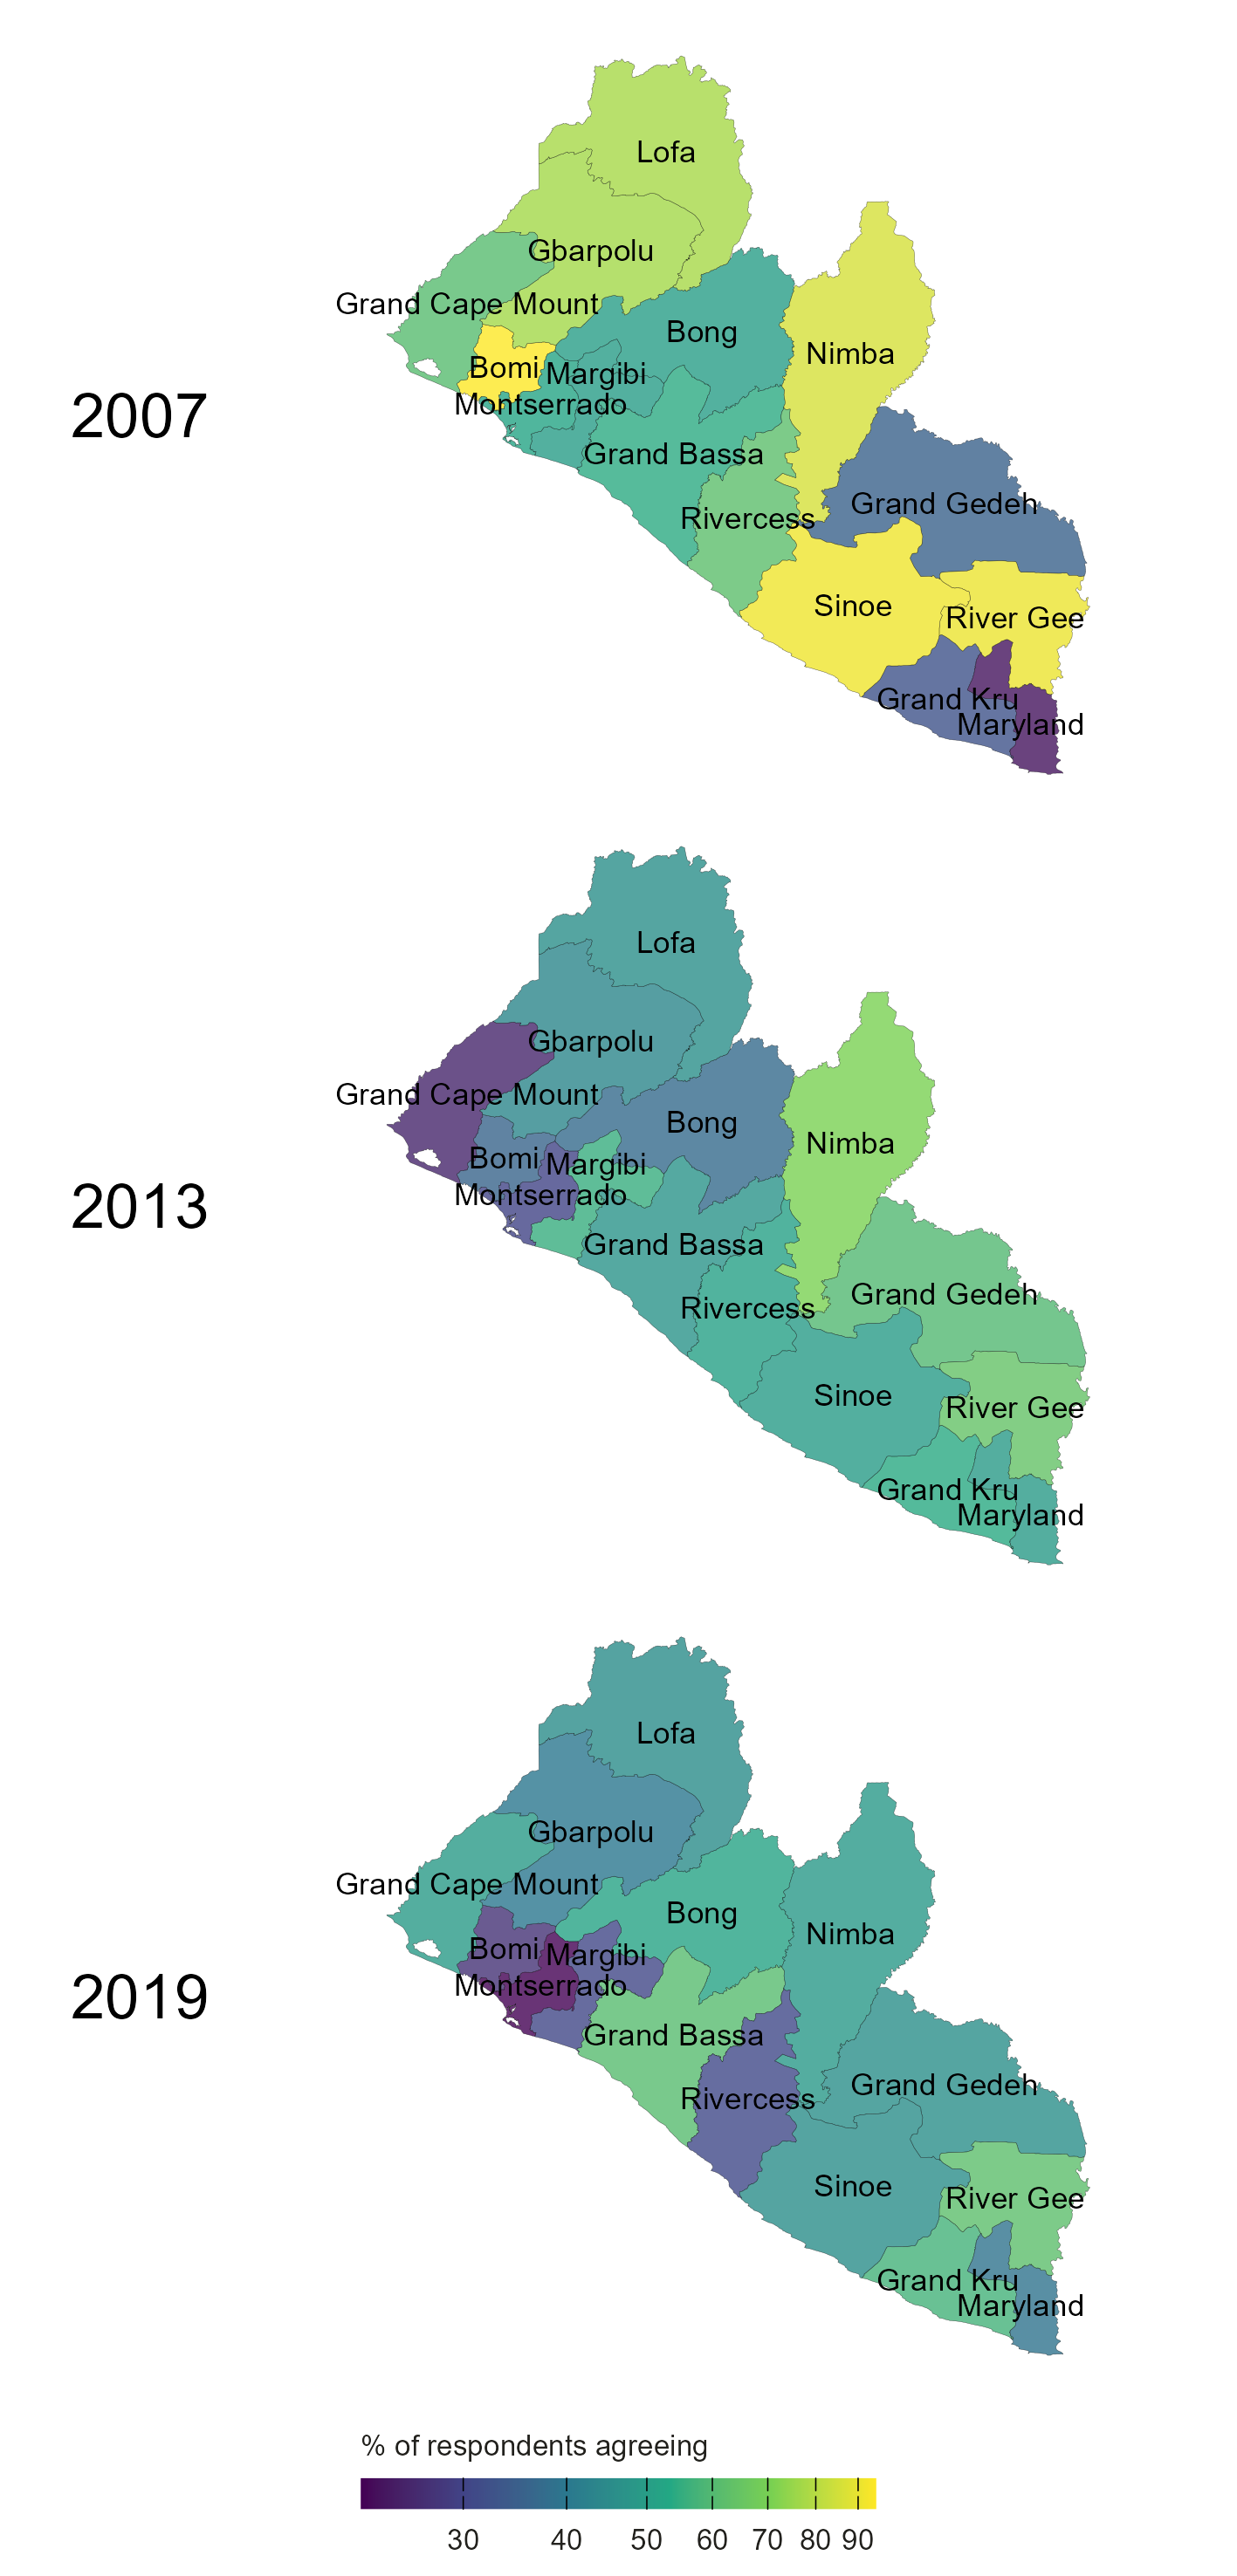 Lofa
Gbarpolu
Grand Cape Mount
Bong
Nimba
Bomi
Margibi
Montserrado
2007
Grand Bassa
Grand Gedeh
Rivercess
Sinoe
River Gee
Grand Kru
Maryland
Lofa
Gbarpolu
Grand Cape Mount
Bong
Nimba
Bomi
Margibi
Montserrado
2013
Grand Bassa
Grand Gedeh
Rivercess
Sinoe
River Gee
Grand Kru
Maryland
Lofa
Gbarpolu
Grand Cape Mount
Bong
Nimba
Bomi
Margibi
Montserrado
2019
Grand Bassa
Grand Gedeh
Rivercess
Sinoe
River Gee
Grand Kru
Maryland
% of respondents agreeing
30 40 50 60 70 80 90